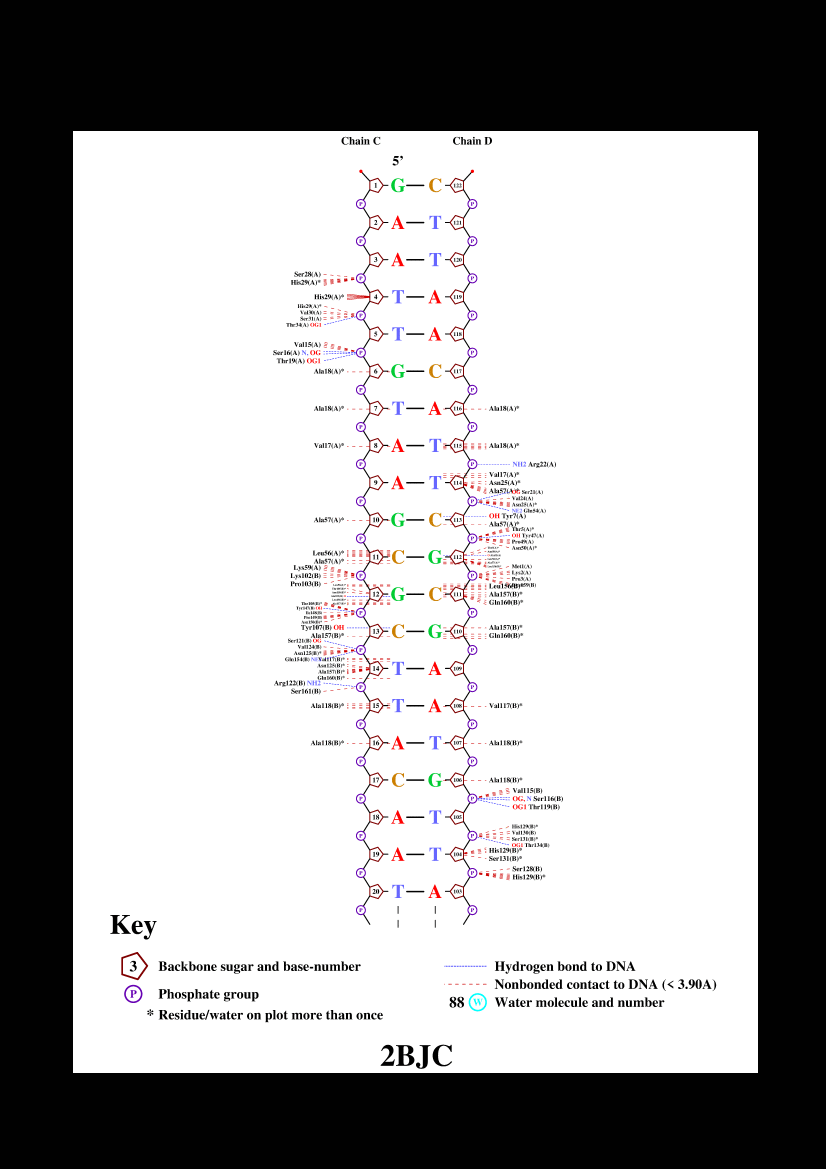 Chain C Chain D
5'
1 G C 122
P P
2 A T 121
P P
3 A T 120
Ser28(A)
His29(A)* P P
His29(A)* 4 T A 119
His29(A)*
Val30(A)
Ser31(A) P P
Thr34(A) OG1
5 T A 118
Val15(A)
Ser16(A) N, OG P P
Thr19(A) OG1
Ala18(A)* 6 G C 117
P P
Ala18(A)* 7 T A 116 Ala18(A)*
P P
Val17(A)* 8 A T 115 Ala18(A)*
P P NH2 Arg22(A)
Val17(A)*
9 A T 114 Asn25(A)*
Ala57(A)* Ser21(A)
Val24(A)
P P Asn25(A)*
NE2 Gln54(A)
OH Tyr7(A)
Ala57(A)* 10 G C 113
Ala57(A)*
Thr5(A)*
P P OH Tyr47(A)
Pro49(A)
Asn50(A)*
Leu56(A)*
Ala57(A)* 11 C G 112
Lys59(A) Met1(A)
Lys102(B) P P Lys2(A)
Pro103(B) Pro3(A)
12 G C 111 Ala157(B)*
Gln160(B)*
Tyr147(B) OH
P P
Tyr107(B) OH
Ala157(B)* 13 C G 110 Ala157(B)*
Gln160(B)*
Ser121(B) OG
Val124(B) P P
Asn125(B)*
Gln154(B) Val117(B)*
Asn125(B)*
Ala157(B)* 14 T A 109
Gln160(B)*
Arg122(B) NH2 P P
Ser161(B)
Ala118(B)* 15 T A 108 Val117(B)*
P P
Ala118(B)* 16 A T 107 Ala118(B)*
P P
17 C G 106 Ala118(B)*
Val115(B)
P P OG, N Ser116(B)
OG1 Thr119(B)
18 A T 105
His129(B)*
Val130(B)
P P Ser131(B)*
OG1 Thr134(B)
His129(B)*
19 A T 104 Ser131(B)*
Ser128(B)
P P His129(B)*
20 T A 103
P P
Key
3 Backbone sugar and base-number
P Phosphate group
* Residue/water on plot more than once
Hydrogen bond to DNA
Nonbonded contact to DNA (< 3.90A)
88 W Water molecule and number
2BJC